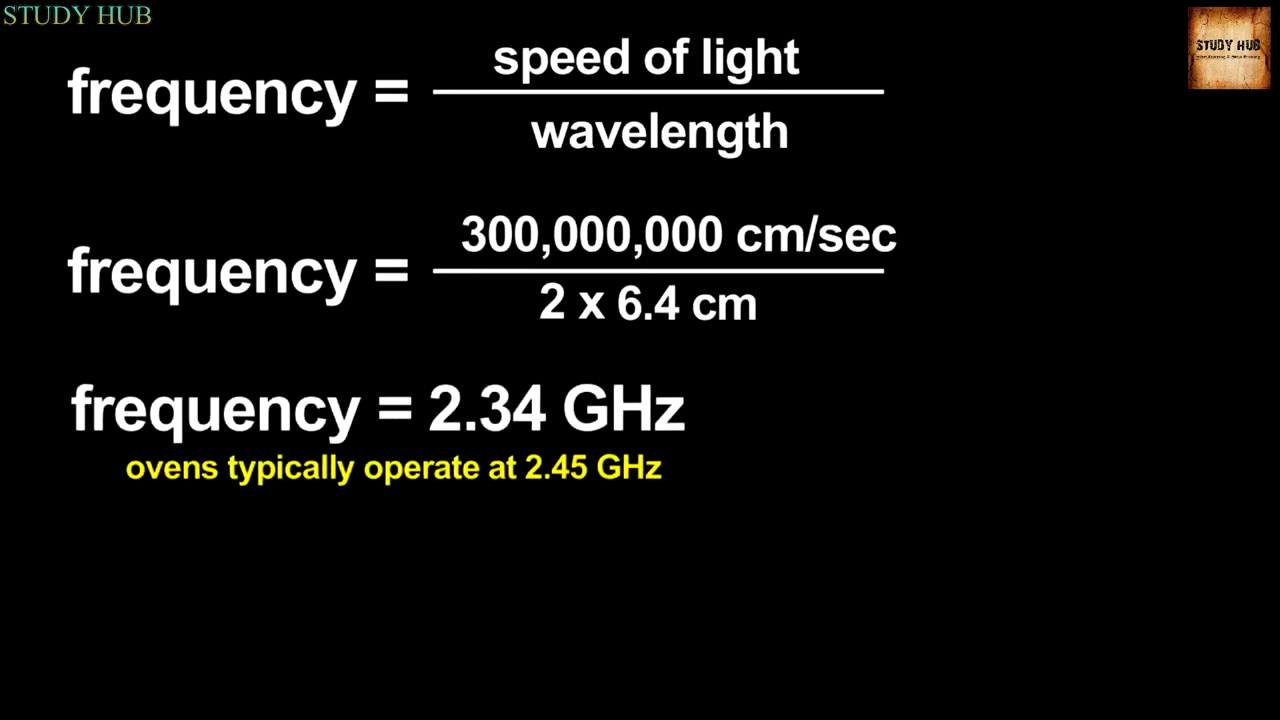 STUDY HUB
STUDY HUB
speed of light
frequency =
wavelength
300,000,000 cm/sec
frequency =
2 x 6.4 cm
frequency = 2.34 GHz
ovens typically operate at 2.45 GHz